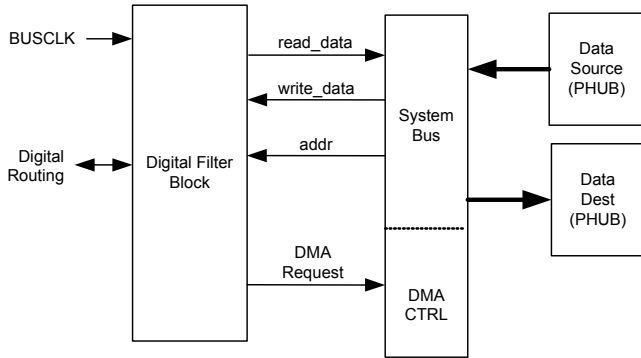 BUSCLK
Digital
Routing
Digital Filter
Block
read_data
write_data
addr
DMA
Request
System
Bus
DMA
CTRL
Data
Source
(PHUB)
Data
Dest
(PHUB)